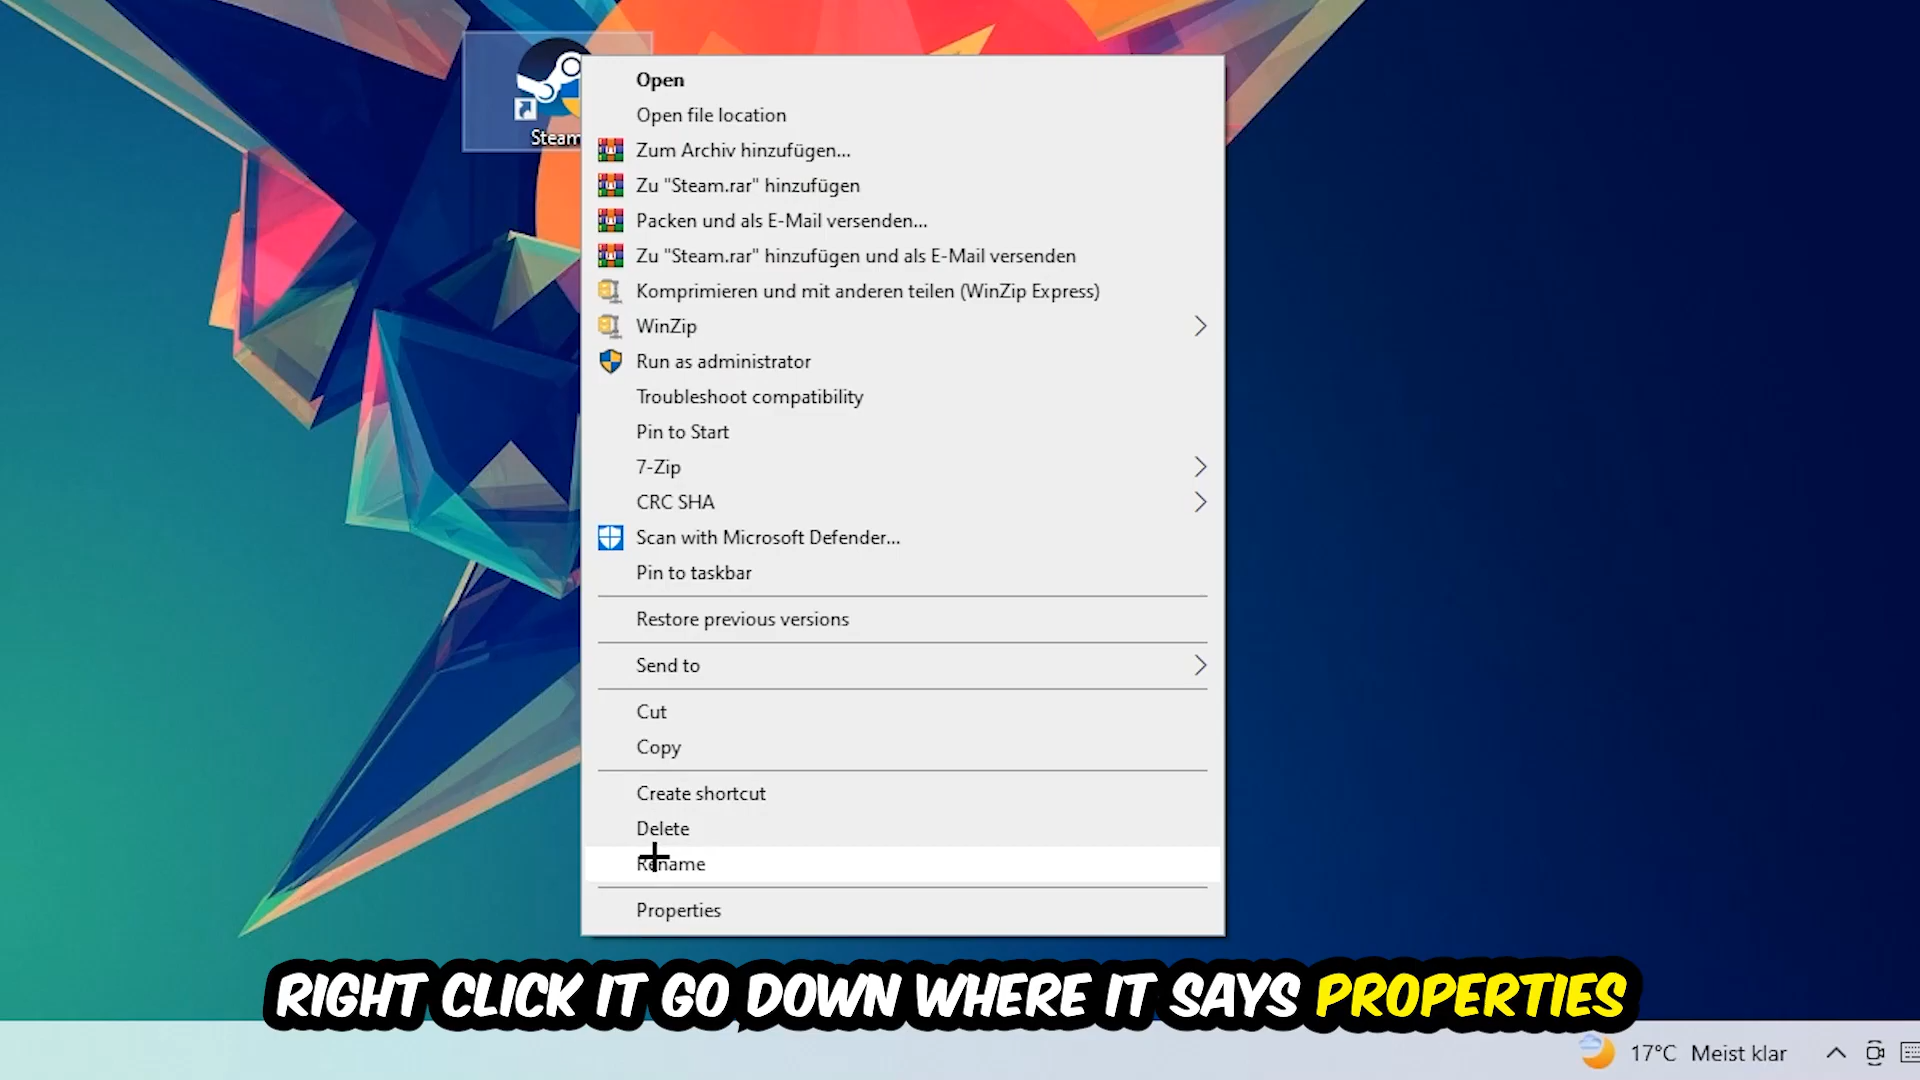 Steam
Open
Open file location
Zum Archiv hinzufügen...
Zu "Steam.rar" hinzufügen
Packen und als E-Mail versenden...
Zu "Steam.rar" hinzufügen und als E-Mail versenden
Komprimieren und mit anderen teilen (WinZip Express)
WinZip
Run as administrator
Troubleshoot compatibility
Pin to Start
7-Zip
CRC SHA
Scan with Microsoft Defender...
Pin to taskbar
Restore previous versions
Send to
Cut
Copy
Create shortcut
Delete
Rename
Properties
RIGHT CLICK IT GO DOWN WHERE IT SAYS PROPERTIES
17°C Meist klar